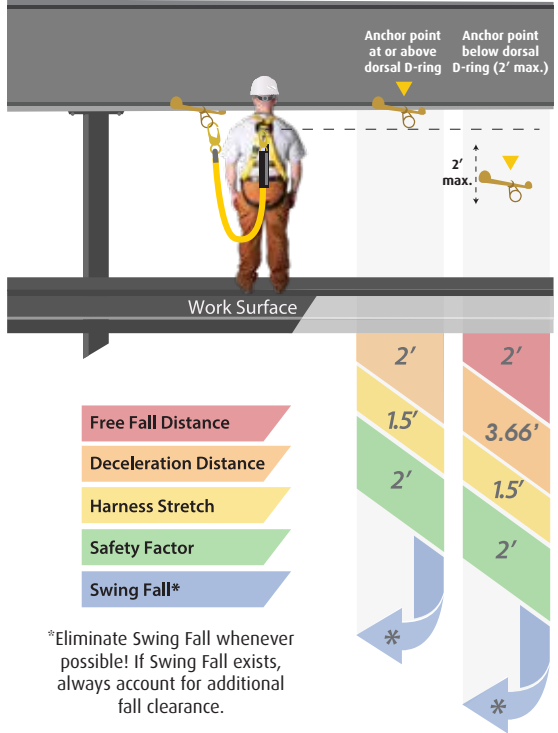 Anchor point
at or above
dorsal D-ring
Anchor point
below dorsal
D-ring (2’ max.)
2’
max.
Work Surface
2’
1.5’
2’
*
2’
3.66’
1.5’
2’
*
Free Fall Distance
Deceleration Distance
Harness Stretch
Safety Factor
Swing Fall*
*Eliminate Swing Fall whenever
possible! If Swing Fall exists,
always account for additional
fall clearance.